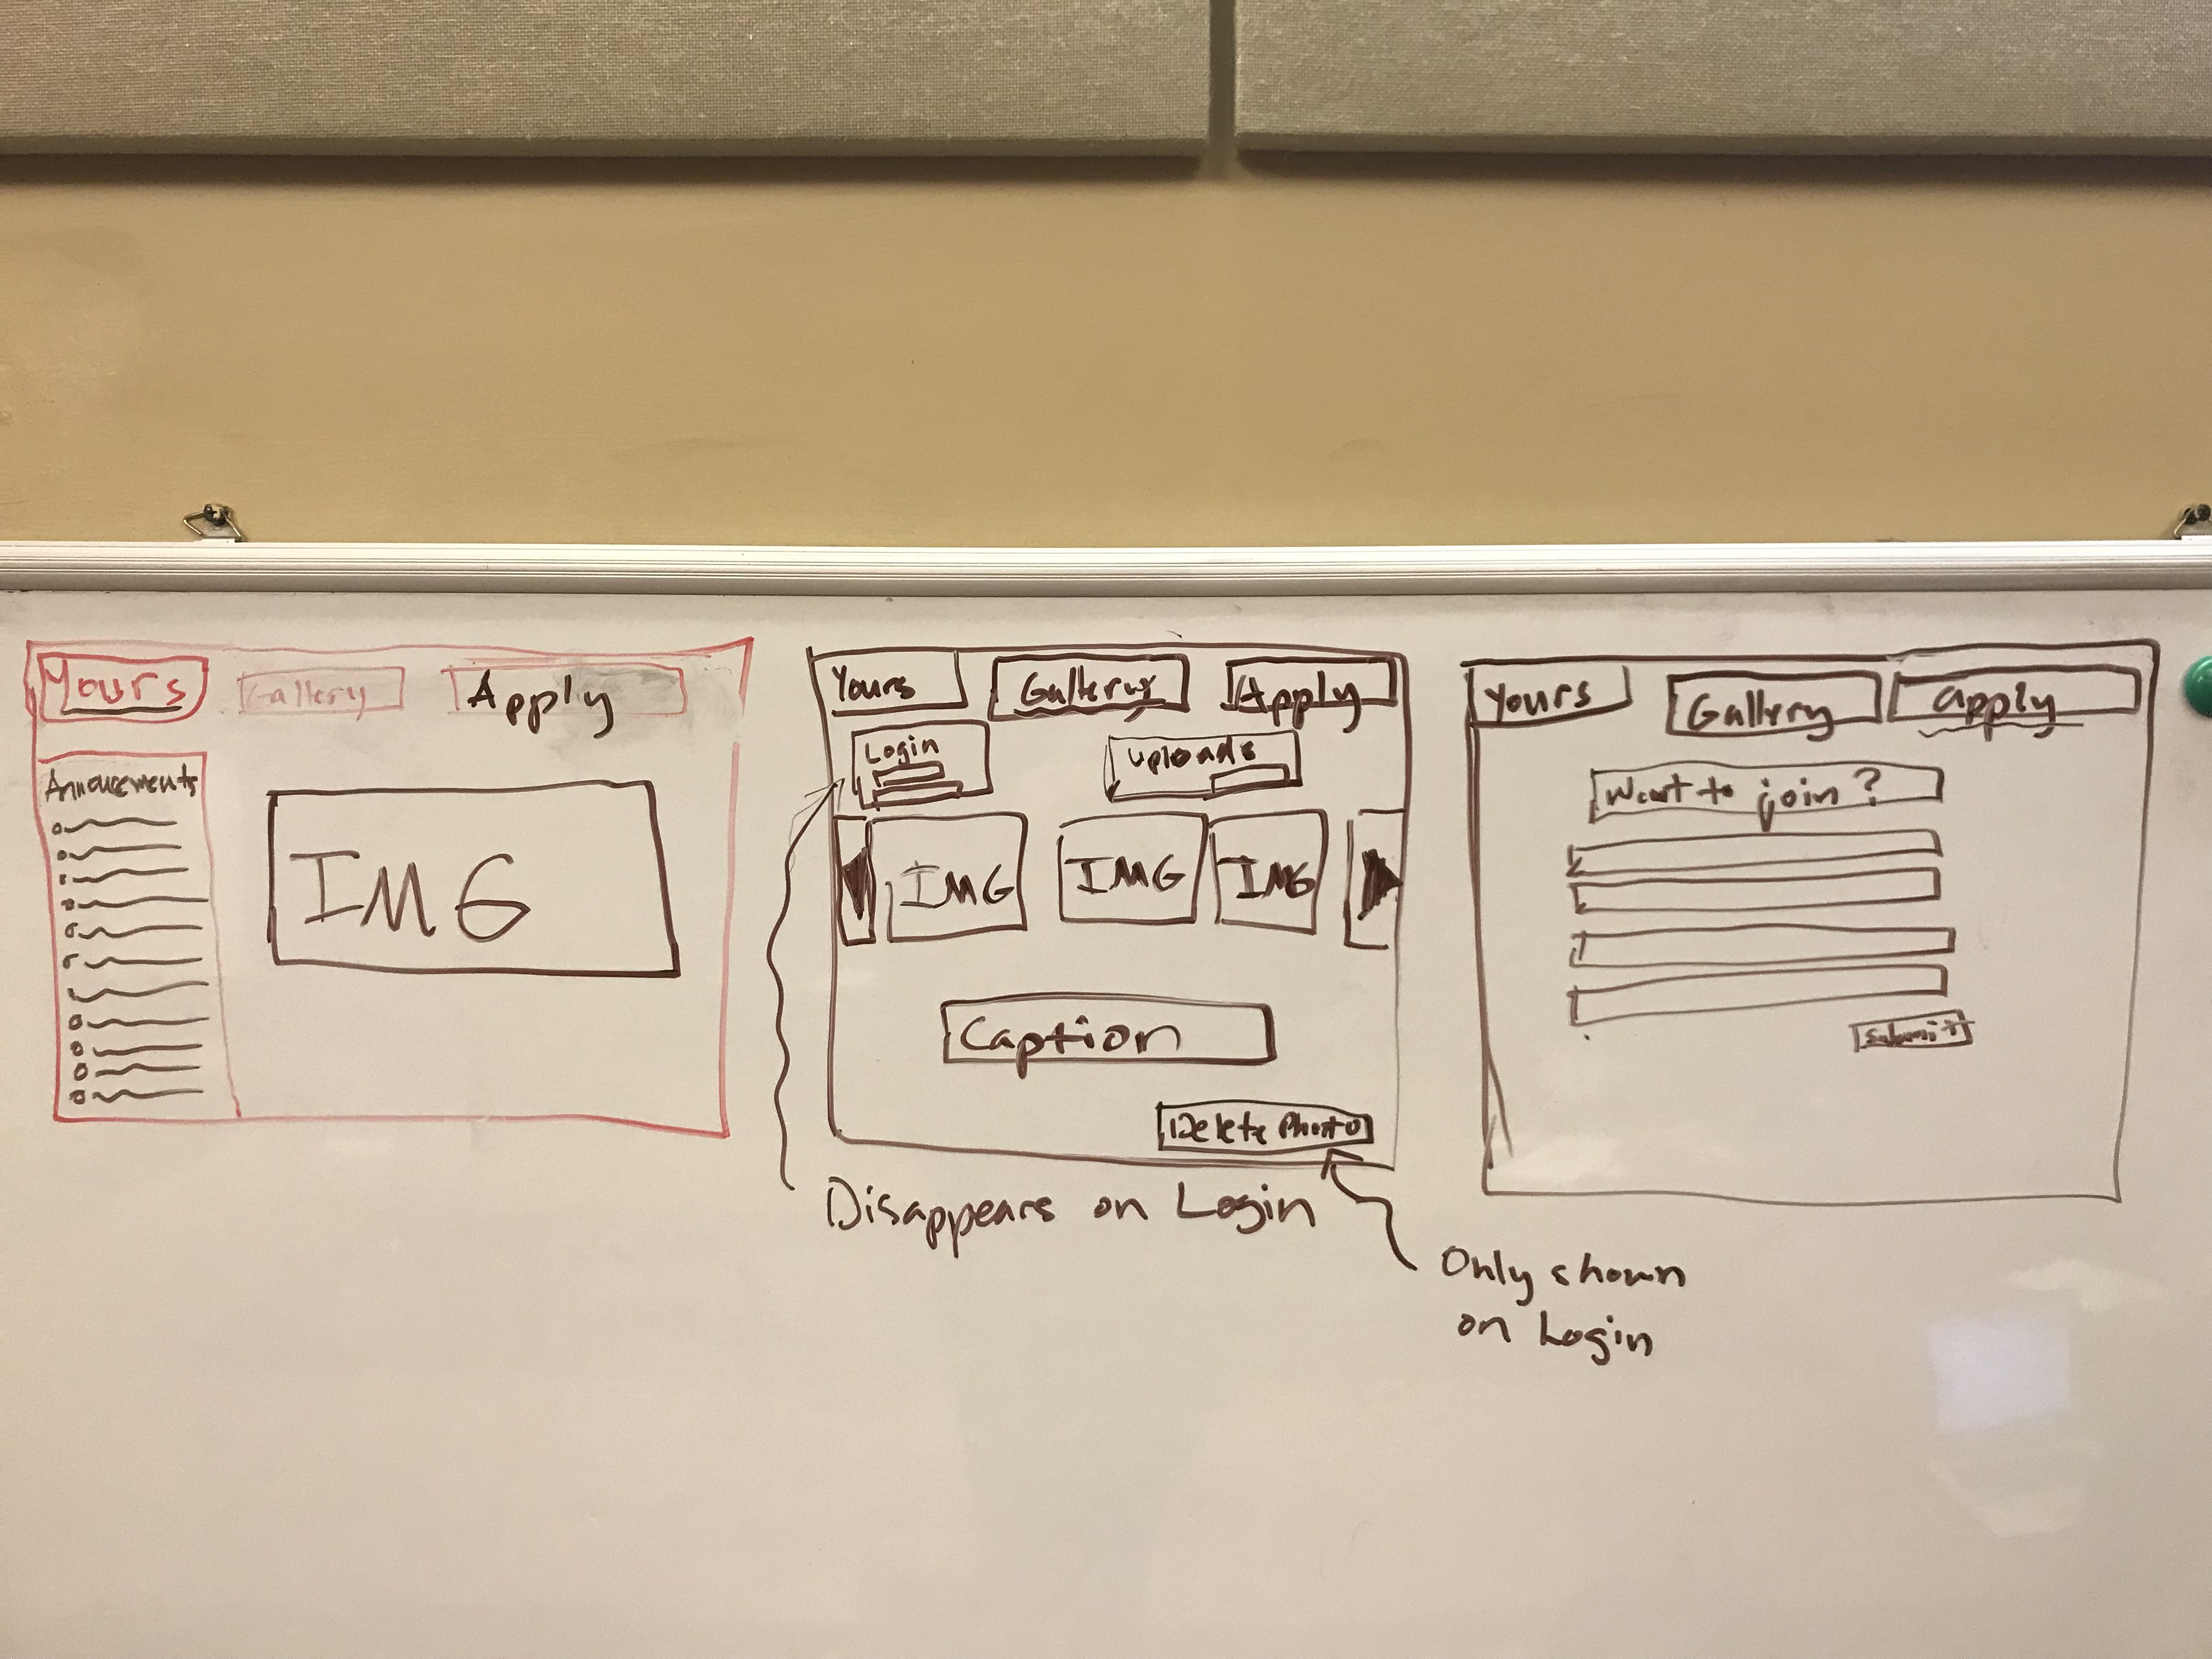 Yours
Gallery
Apply
Annoucements
IMG
Yours
Gallery
Apply
Login
uploads
IMG
IMG
IMG
Caption
Delete Photo
Disappears on Login
Only shown
on Login
Yours
Gallery
apply
Want to join?
Submit